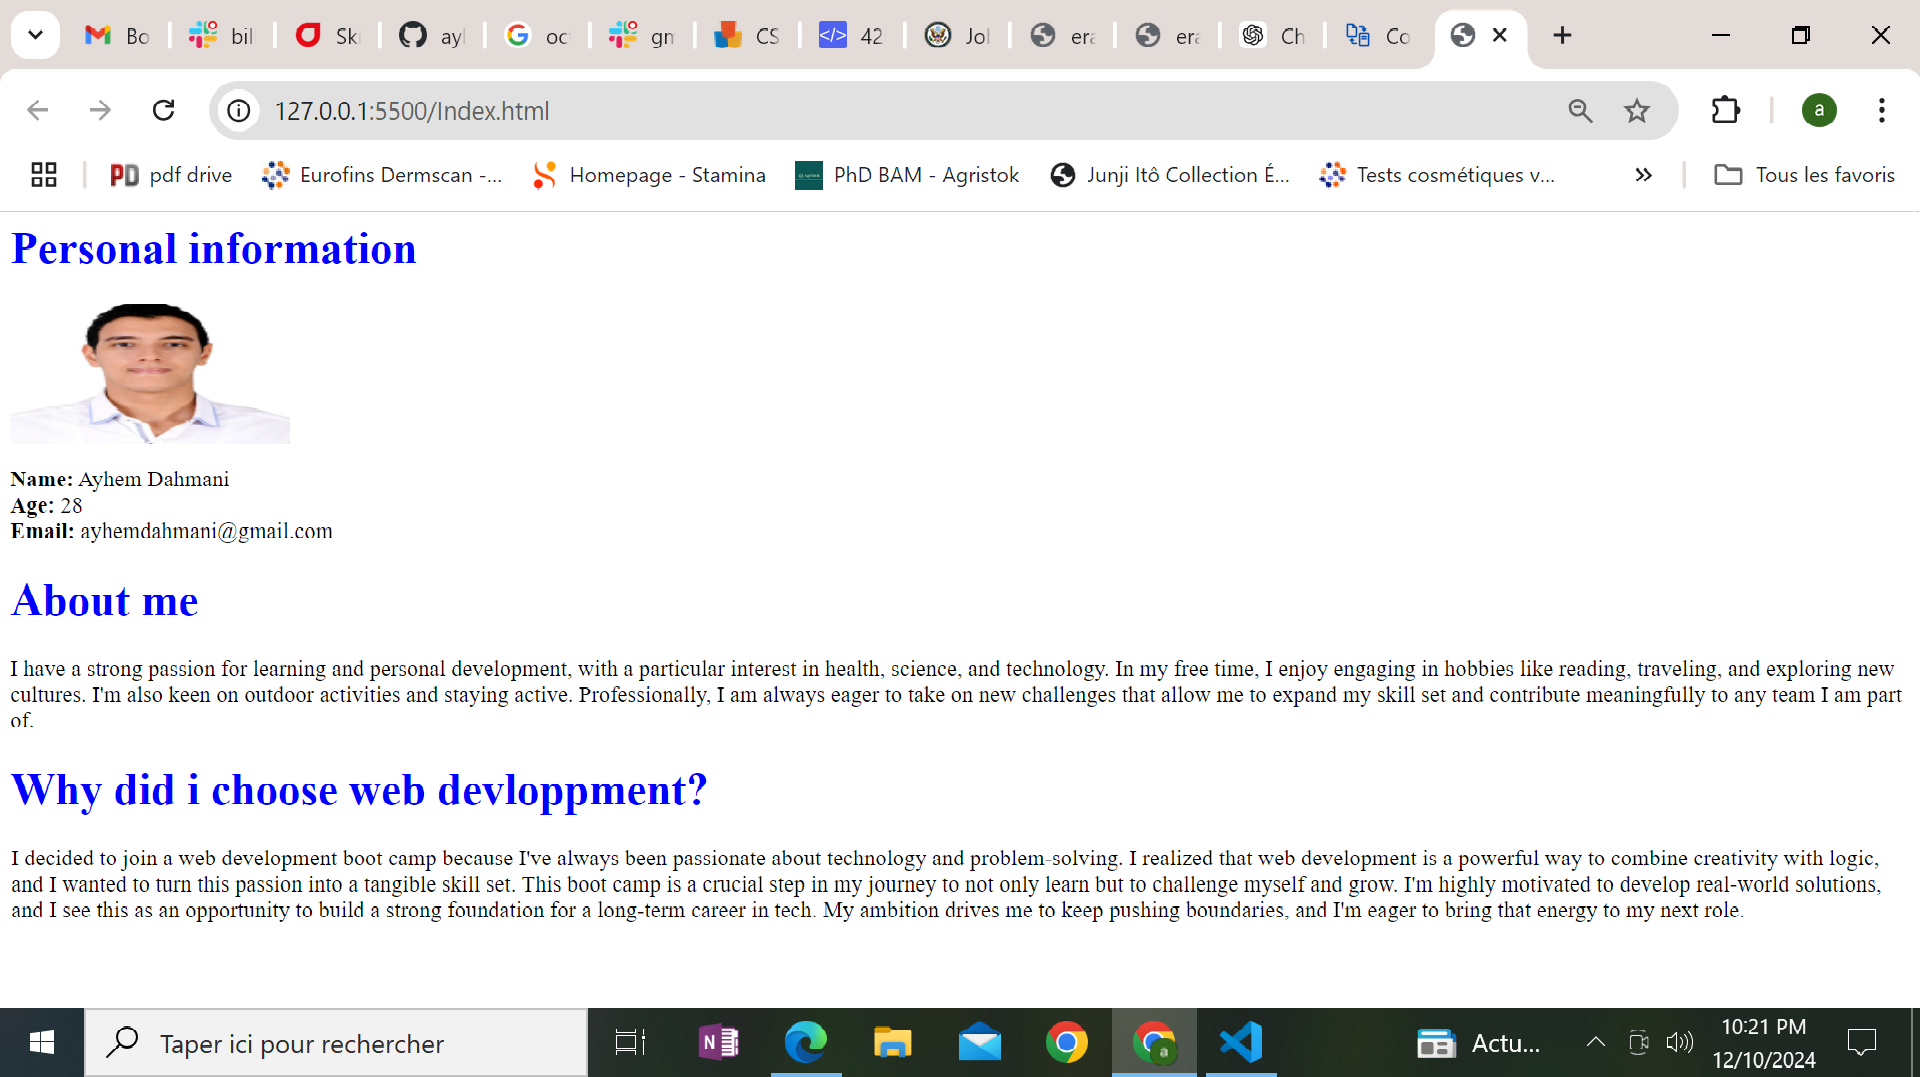 Bo bil Ski ayl oc gm CS 42 Jol era era Ch Co
127.0.0.1:5500/Index.html
a
pdf drive Eurofins Dermscan -... Homepage - Stamina PhD BAM - Agristok Junji Itô Collection É... Tests cosmétiques v... » Tous les favoris
Personal information
Name: Ayhem Dahmani
Age: 28
Email: ayhemdahmani@gmail.com
About me
I have a strong passion for learning and personal development, with a particular interest in health, science, and technology. In my free time, I enjoy engaging in hobbies like reading, traveling, and exploring new
cultures. I'm also keen on outdoor activities and staying active. Professionally, I am always eager to take on new challenges that allow me to expand my skill set and contribute meaningfully to any team I am part
of.
Why did i choose web devloppment?
I decided to join a web development boot camp because I've always been passionate about technology and problem-solving. I realized that web development is a powerful way to combine creativity with logic,
and I wanted to turn this passion into a tangible skill set. This boot camp is a crucial step in my journey to not only learn but to challenge myself and grow. I'm highly motivated to develop real-world solutions,
and I see this as an opportunity to build a strong foundation for a long-term career in tech. My ambition drives me to keep pushing boundaries, and I'm eager to bring that energy to my next role.
Taper ici pour rechercher
Actu...
10:21 PM
12/10/2024